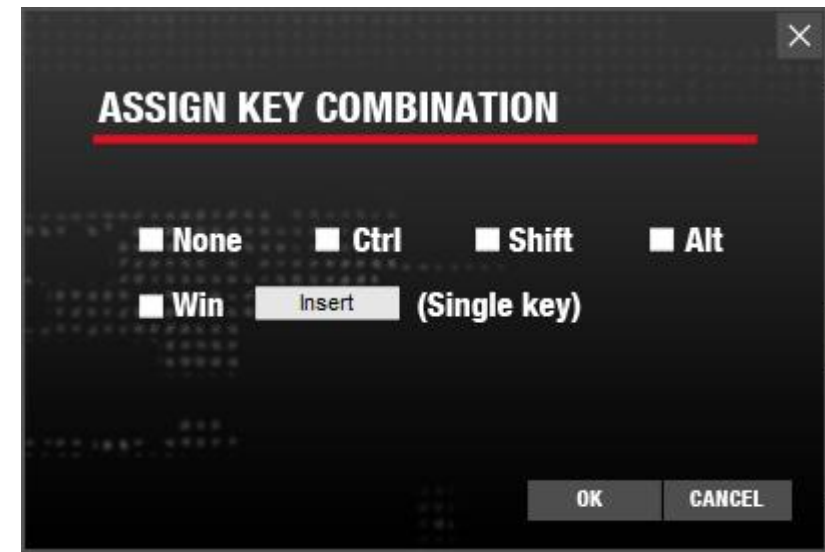 ASSIGN KEY COMBINATION
None Ctrl Shift Alt
Win Insert (Single key)
OK CANCEL